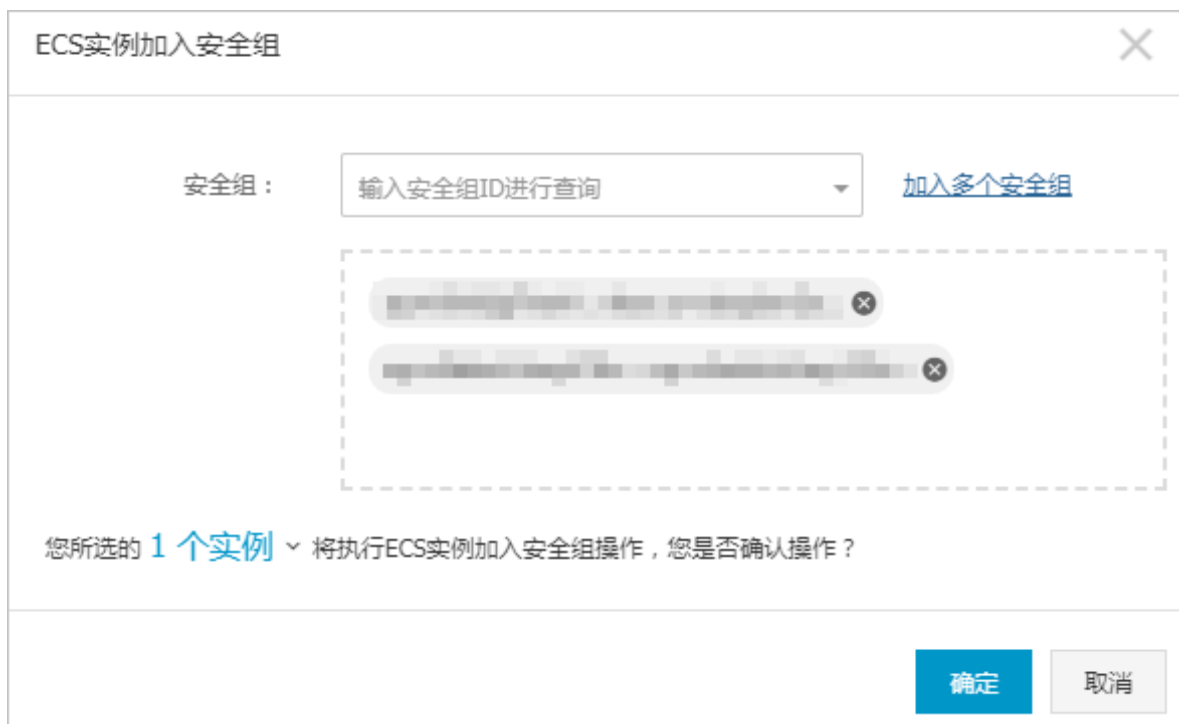 ECS实例加入安全组
安全组：
输入安全组ID进行查询
加入多个安全组
您所选的 1 个实例 将执行ECS实例加入安全组操作，您是否确认操作？
确定
取消